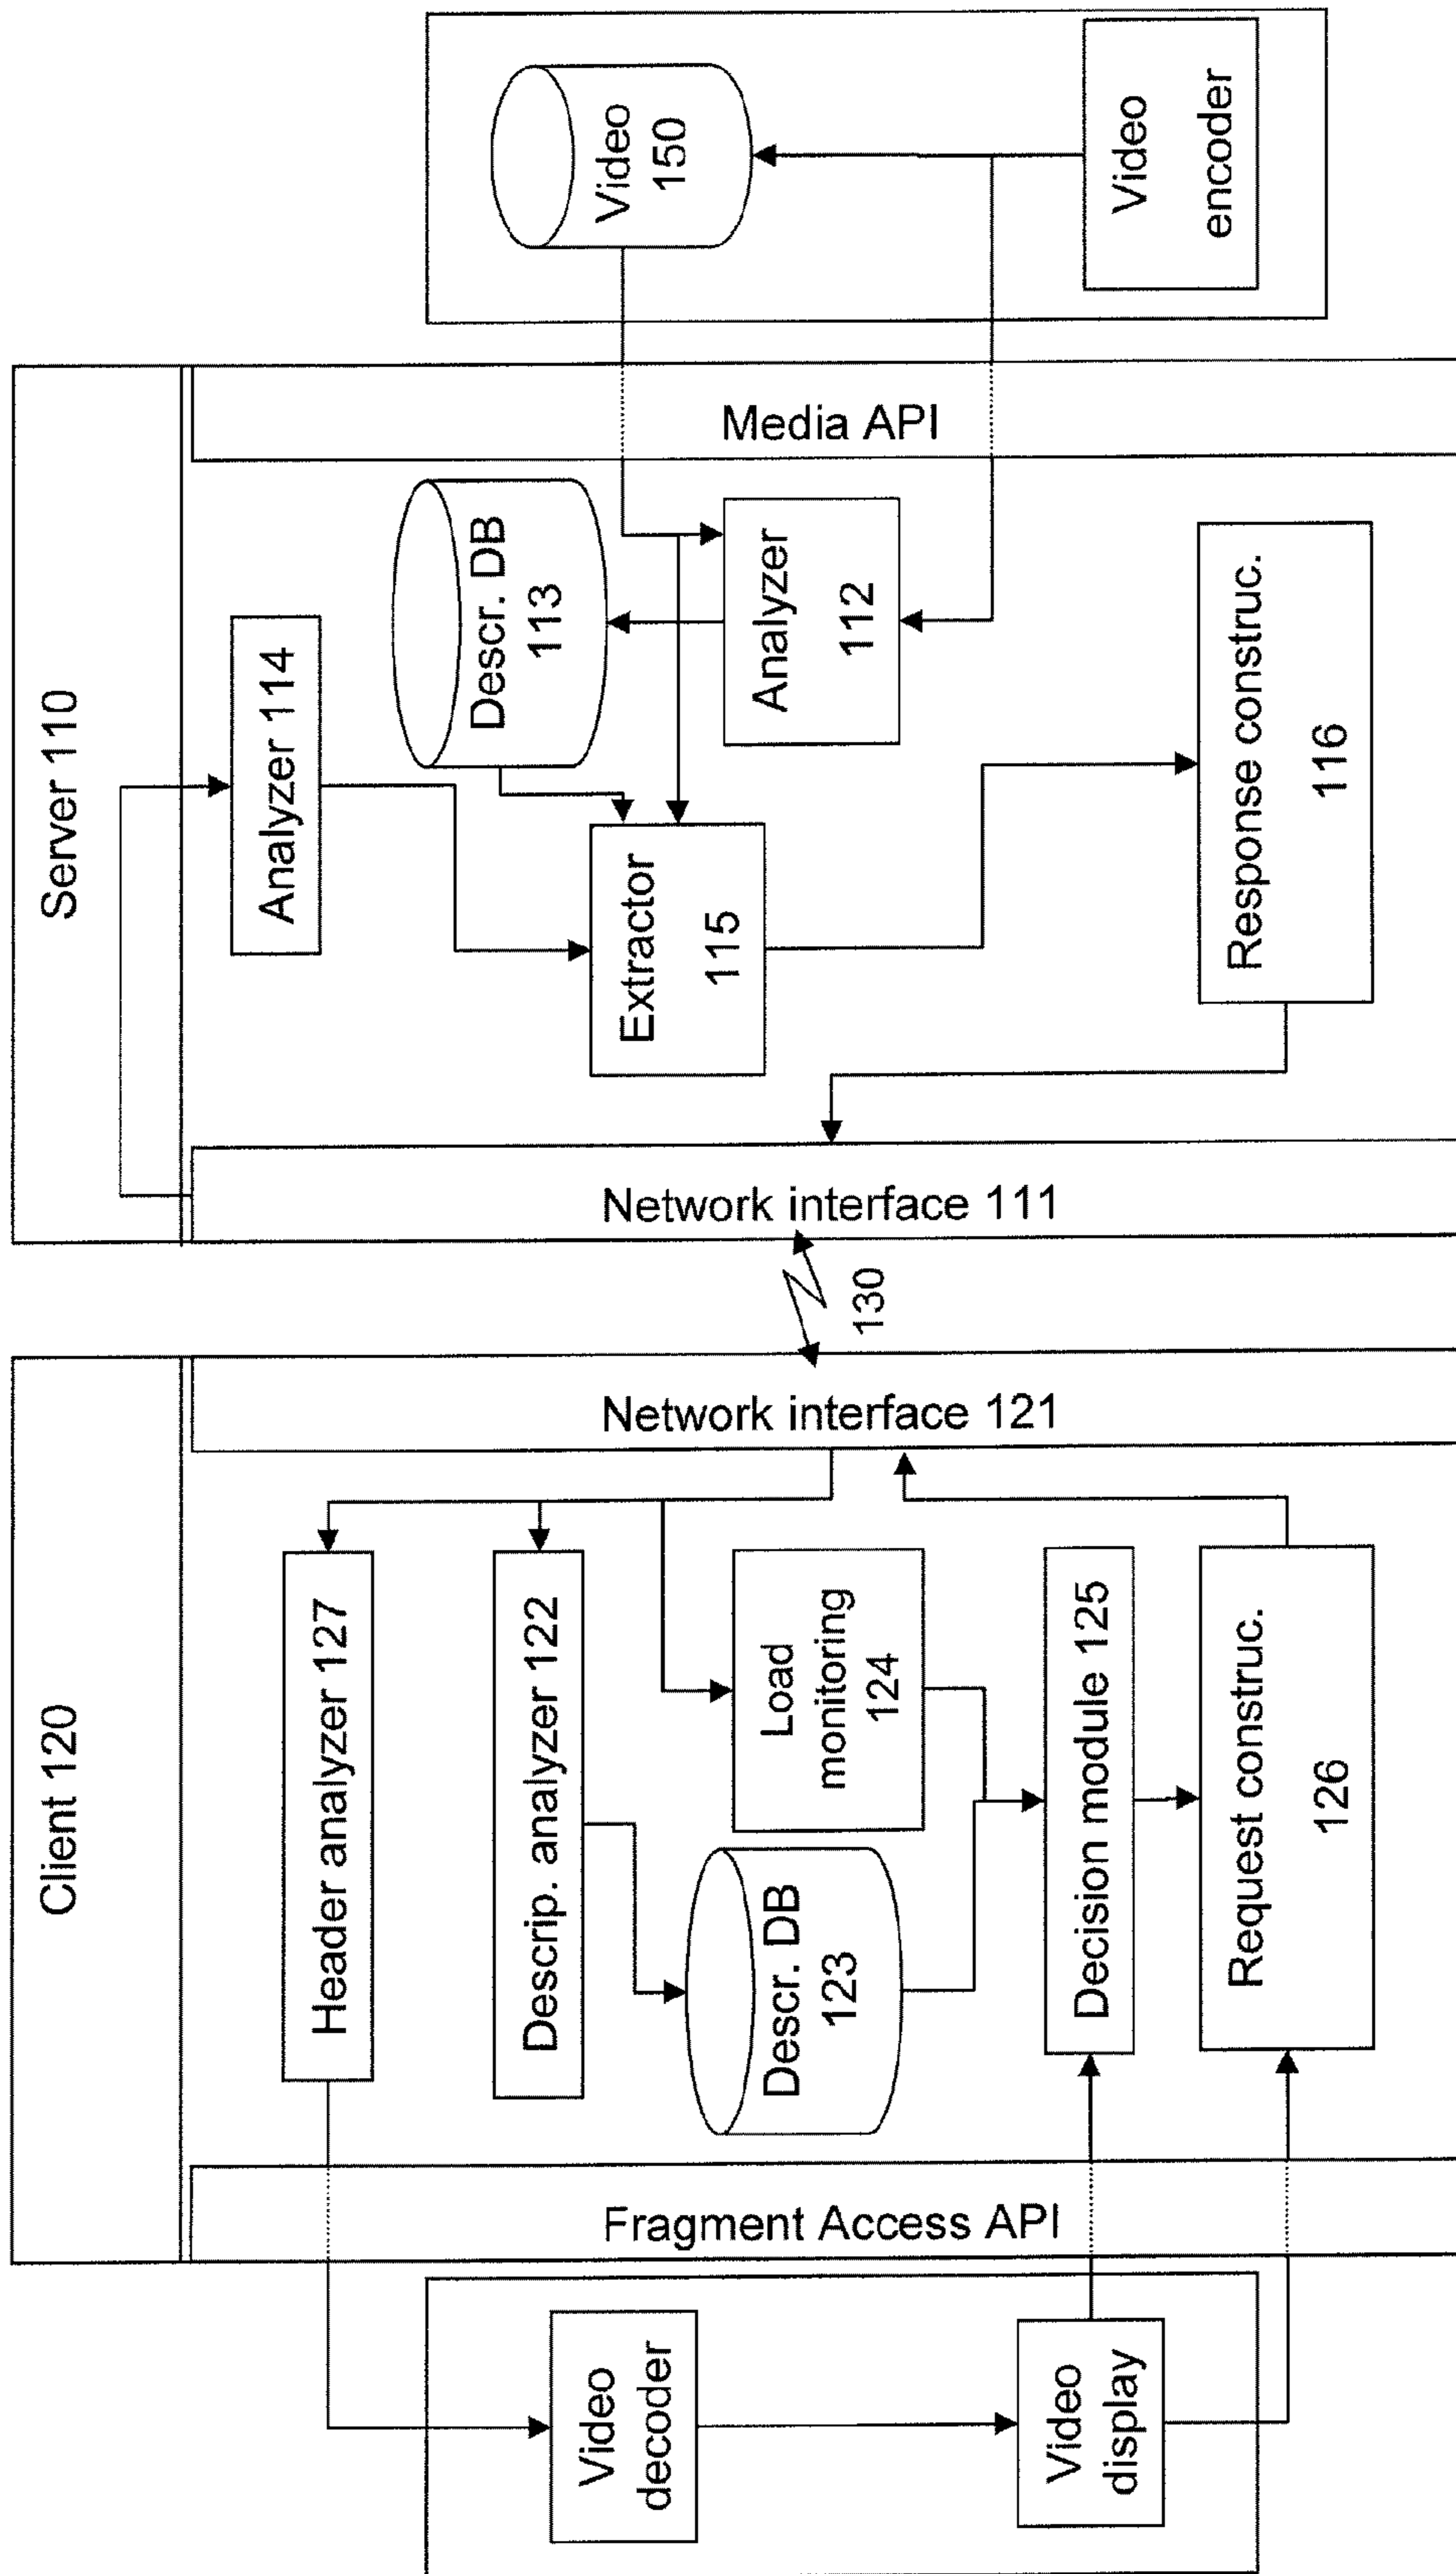 Client 120
Server 110
Header analyzer 127
Descrip. analyzer 122
Descr. DB
123
Load
monitoring
124
Decision module 125
Request construc.
126
Fragment Access API
Video
decoder
Video
display
Network interface 121
130
Network interface 111
Analyzer 114
Extractor
115
Descr. DB
113
Analyzer
112
Response construc.
116
Media API
Video
150
Video
encoder